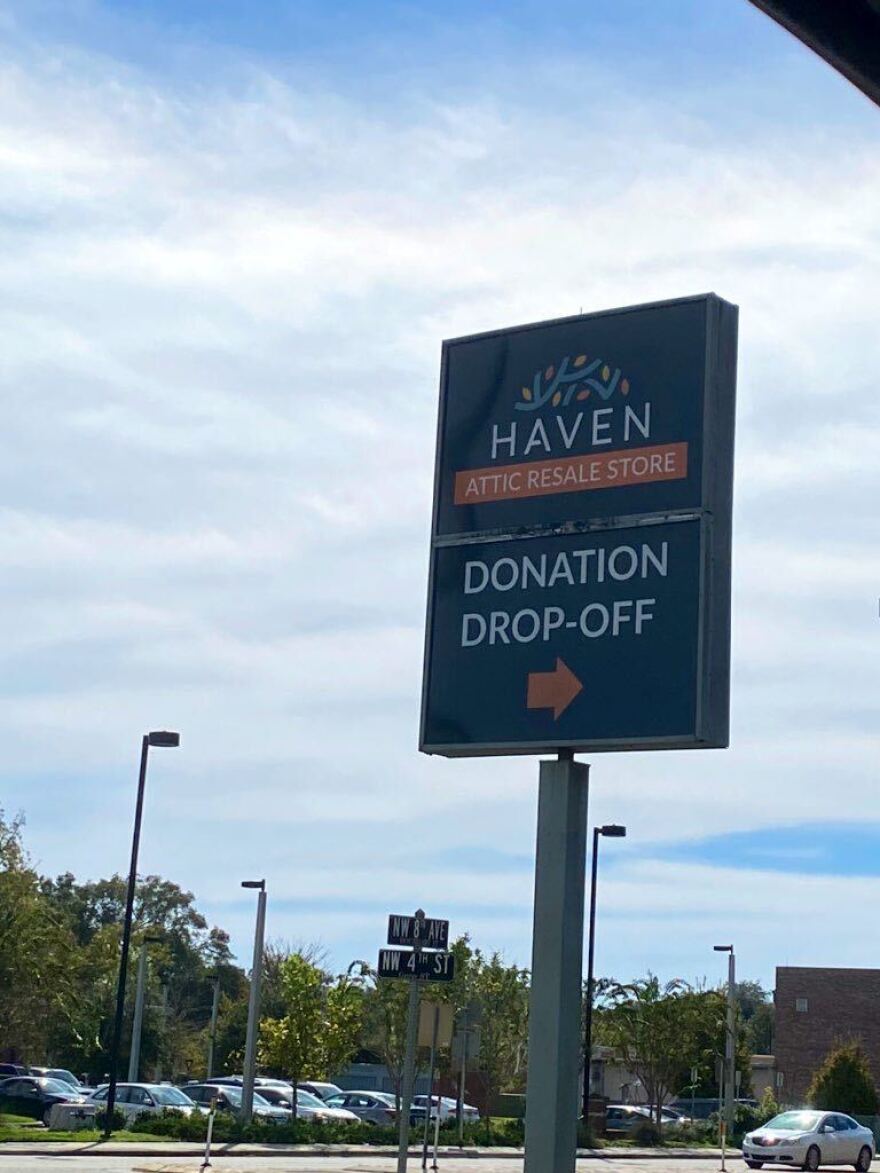 HAVEN
ATTIC RESALE STORE
DONATION
DROP-OFF
NW 8TH AVE
NW 4TH ST